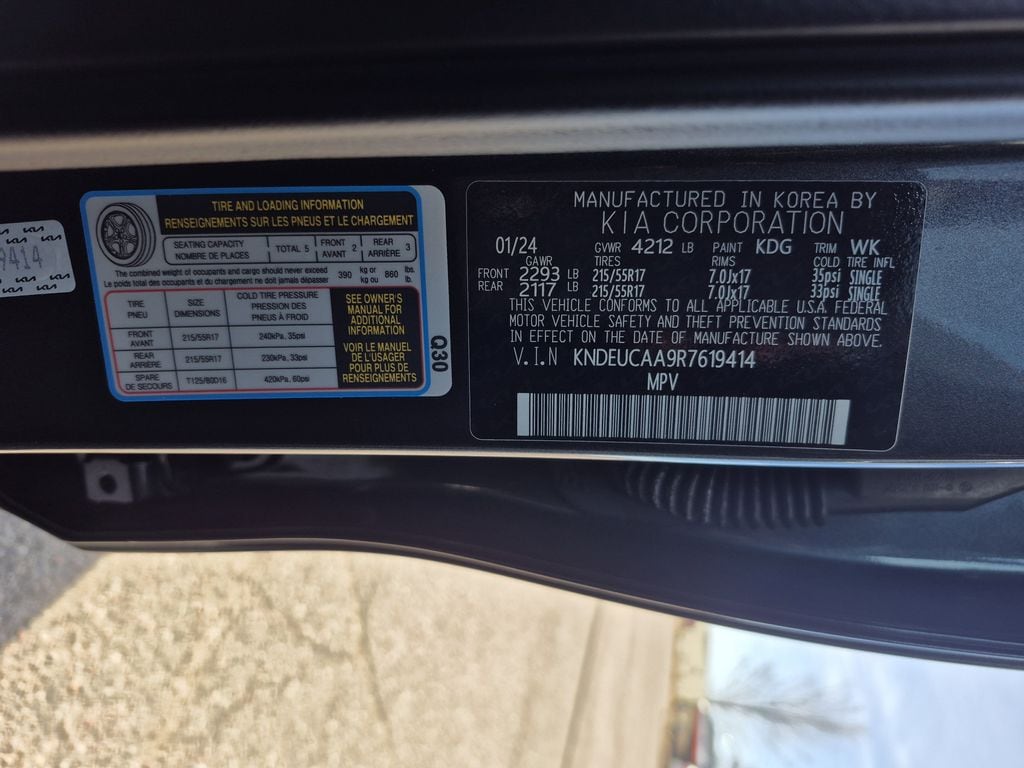 9414
TIRE AND LOADING INFORMATION
RENSEIGNEMENTS SUR LES PNEUS ET LE CHARGEMENT
SEATING CAPACITY
NOMBRE DE PLACES
TOTAL 5
FRONT
AVANT 2
REAR
ARRIÈRE 3
The combined weight of occupants and cargo should never exceed
Le poids total des occupants et du chargement ne doit jamais dépasser
390 kg or kg ou 860 lbs. lb.
TIRE
PNEU
SIZE
DIMENSIONS
COLD TIRE PRESSURE
PRESSION DES
PNEUS À FROID
FRONT
AVANT
215/55R17
240kPa, 35psi
REAR
ARRIÈRE
215/55R17
230kPa, 33psi
SPARE
DE SECOURS
T125/80D16
420kPa, 60psi
SEE OWNER'S
MANUAL FOR
ADDITIONAL
INFORMATION
VOIR LE MANUEL
DE L'USAGER
POUR PLUS DE
RENSEIGNEMENTS
Q300
MANUFACTURED IN KOREA BY
KIA CORPORATION
01/24 GVWR 4212 LB PAINT KDG TRIM WK
GAWR TIRES RIMS COLD TIRE INFL
FRONT 2293 LB 215/55R17 7.0Jx17 35psi SINGLE
REAR 2117 LB 215/55R17 7.0Jx17 33psi SINGLE
THIS VEHICLE CONFORMS TO ALL APPLICABLE U.S.A. FEDERAL
MOTOR VEHICLE SAFETY AND THEFT PREVENTION STANDARDS
IN EFFECT ON THE DATE OF MANUFACTURE SHOWN ABOVE.
V.I.N KNDEUCAA9R7619414
MPV